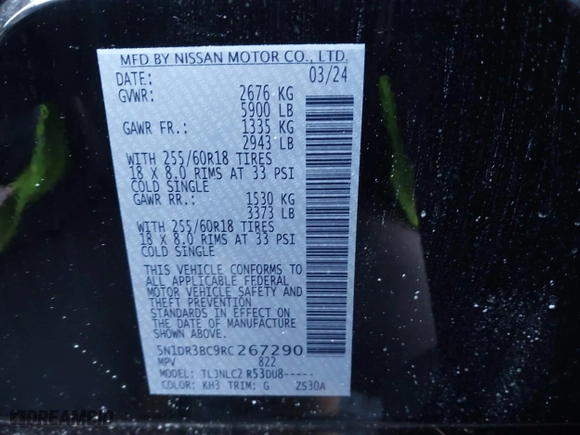 MFD BY NISSAN MOTOR CO., LTD.
DATE: 03/24
GVWR: 2676 KG
5900 LB
GAWR FR.: 1335 KG
2943 LB
WITH 255/60R18 TIRES
18 X 8.0 RIMS AT 33 PSI
COLD SINGLE
GAWR RR.: 1530 KG
3373 LB
WITH 255/60R18 TIRES
18 X 8.0 RIMS AT 33 PSI
COLD SINGLE
THIS VEHICLE CONFORMS TO
ALL APPLICABLE FEDERAL
MOTOR VEHICLE SAFETY AND
THEFT PREVENTION
STANDARDS IN EFFECT ON
THE DATE OF MANUFACTURE
SHOWN ABOVE.
5N1DR3BC9RC267290
MPV 822
MODEL: TLJNLC2 R53DU8-----
COLOR: KH3 TRIM: G ZS30A
DREAMBID